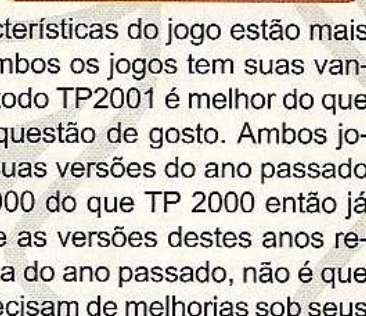 cterísticas do jogo estão mais
mbos os jogos tem suas van-
todo TP2001 é melhor do que
questão de gosto. Ambos jo-
suas versões do ano passado
000 do que TP 2000 então já
e as versões destes anos re-
a do ano passado, não é que
ecisam de melhorias sob seus